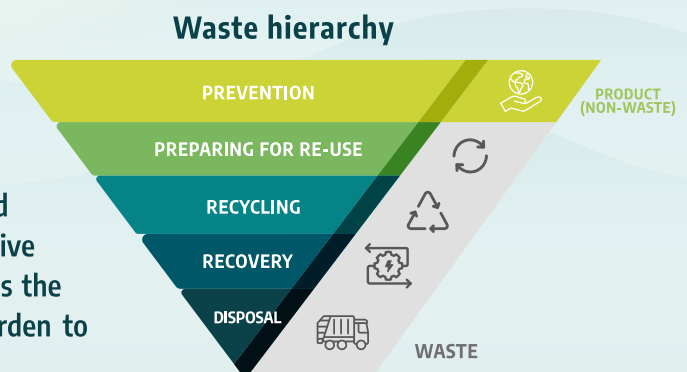 Waste hierarchy
PREVENTION
PRODUCT
(NON-WASTE)
PREPARING FOR RE-USE
RECYCLING
RECOVERY
DISPOSAL
WASTE
ive
s the
rden to